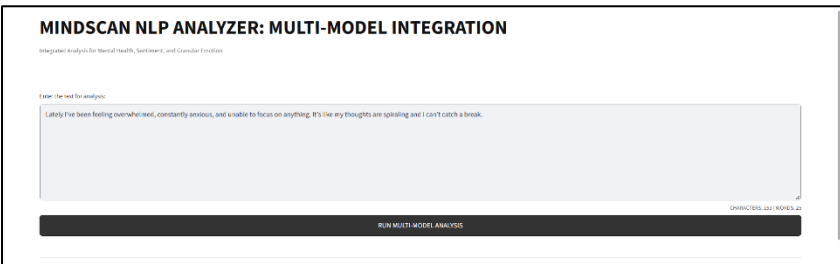 MINDSCAN NLP ANALYZER: MULTI-MODEL INTEGRATION
Integrated Analysis for Mental Health, Sentiment, and Granular Emotion
Enter the text for analysis:
Lately I've been feeling overwhelmed, constantly anxious, and unable to focus on anything. It's like my thoughts are spiraling and I can't catch a break.
CHARACTERS: 153 | WORDS: 25
RUN MULTI-MODEL ANALYSIS